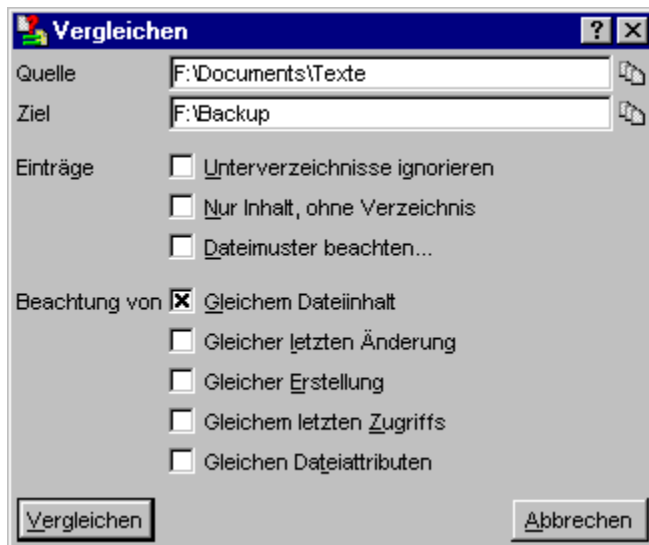 Vergleichen
Quelle F:\Documents\Texte
Ziel F:\Backup
Einträge Unterverzeichnisse ignorieren
Nur Inhalt, ohne Verzeichnis
Dateimuster beachten...
Beachtung von Gleichem Dateiinhalt
Gleicher letzten Änderung
Gleicher Erstellung
Gleichem letzten Zugriffs
Gleichen Dateiattributen
Vergleichen Abbrechen